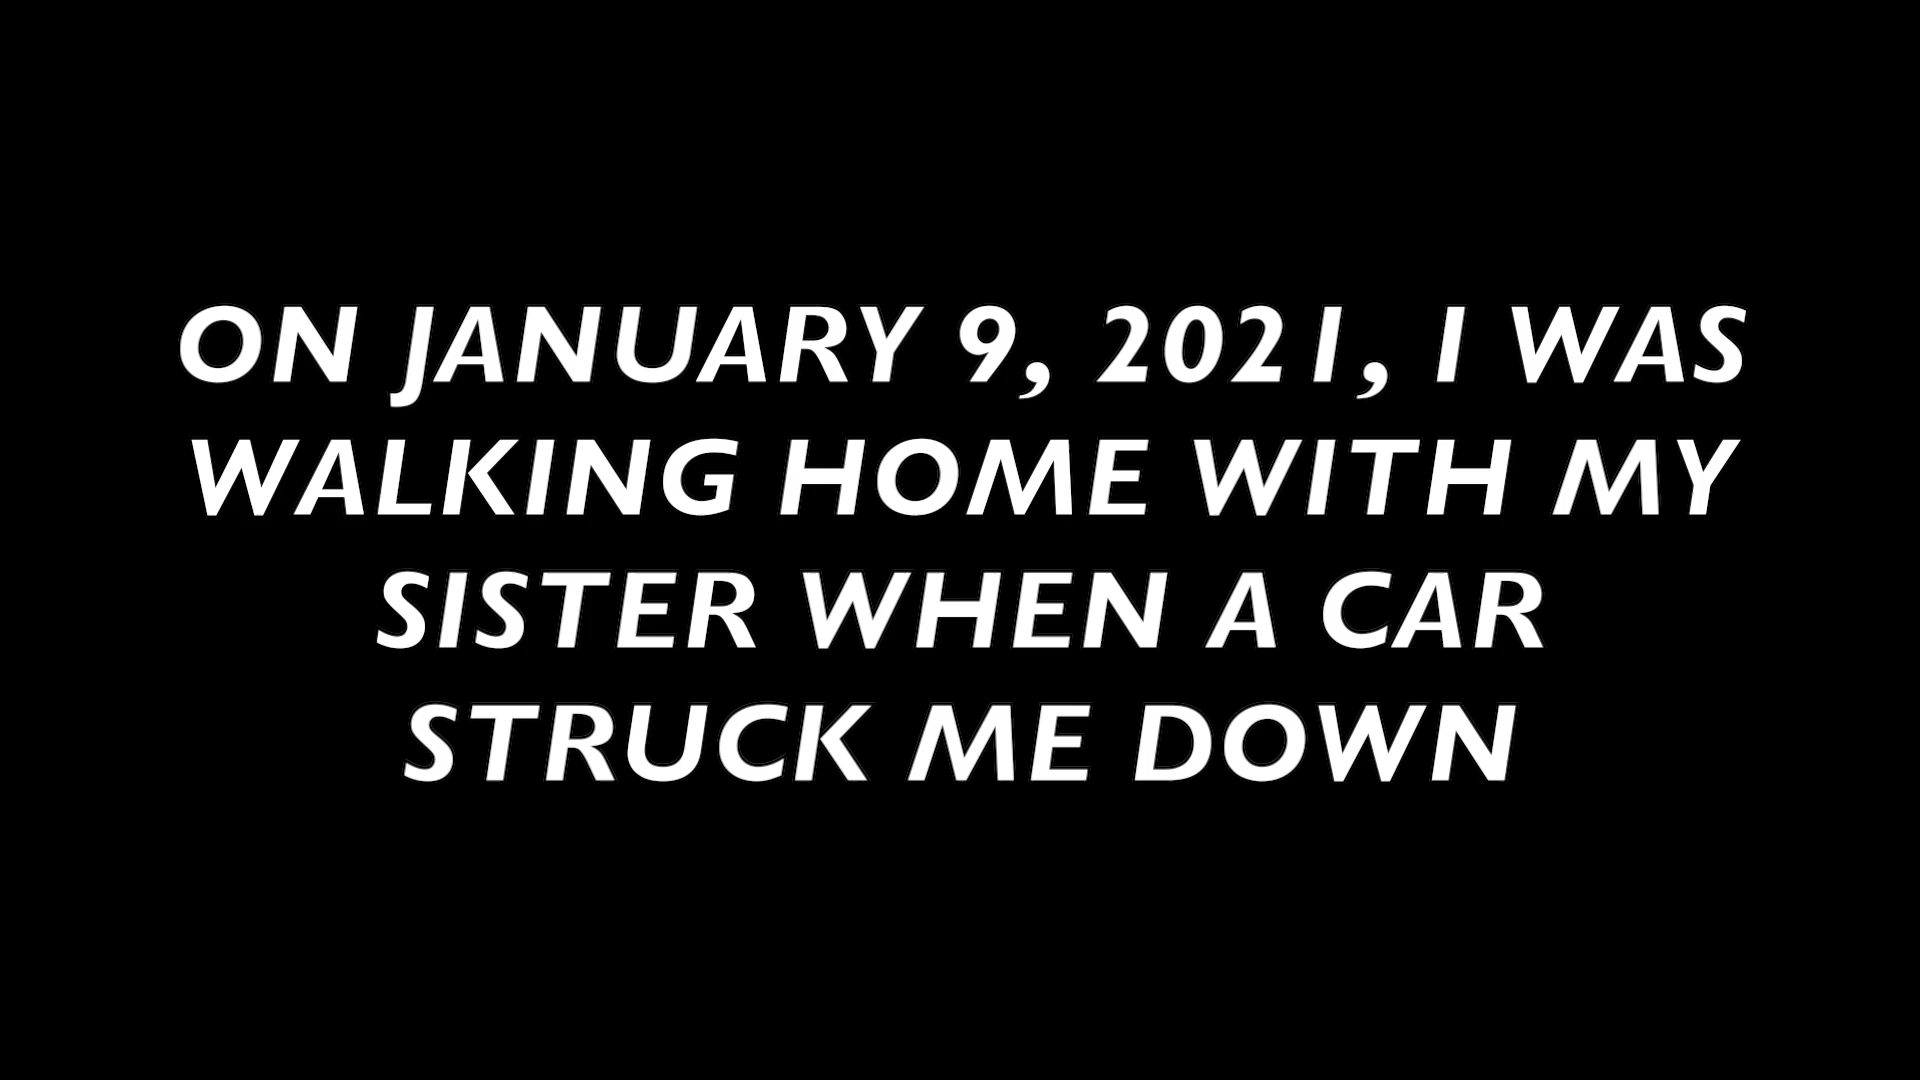 ON JANUARY 9, 2021, I WAS
WALKING HOME WITH MY
SISTER WHEN A CAR
STRUCK ME DOWN